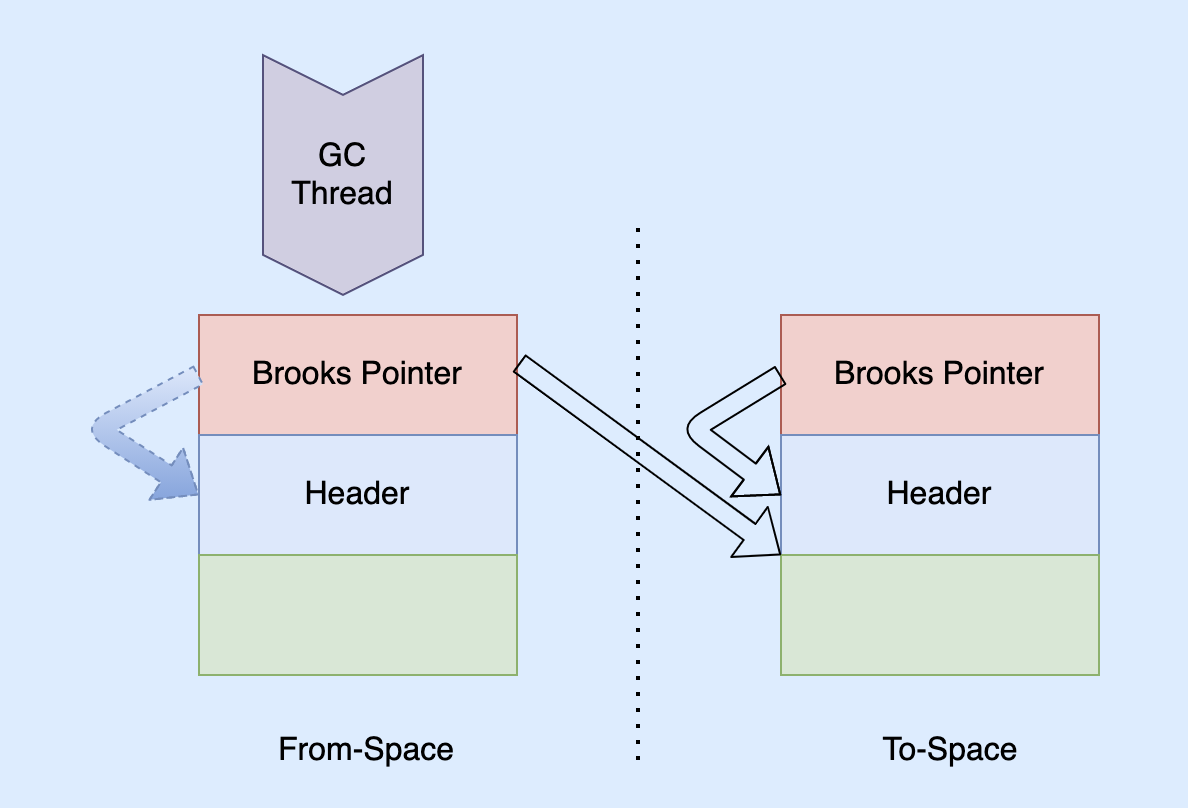 GC
Thread
Brooks Pointer
Brooks Pointer
Header
Header
From-Space
To-Space